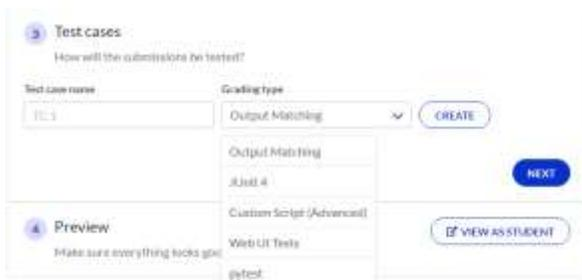 3 Test cases
How will the submissions be tested?
Test case name Grading type
TC 1 Output Matching CREATE
Output Matching
JUnit 4
NEXT
Custom Script (Advanced)
4 Preview VIEW AS STUDENT
Web UI Tests
Make sure everything looks goo
pytest